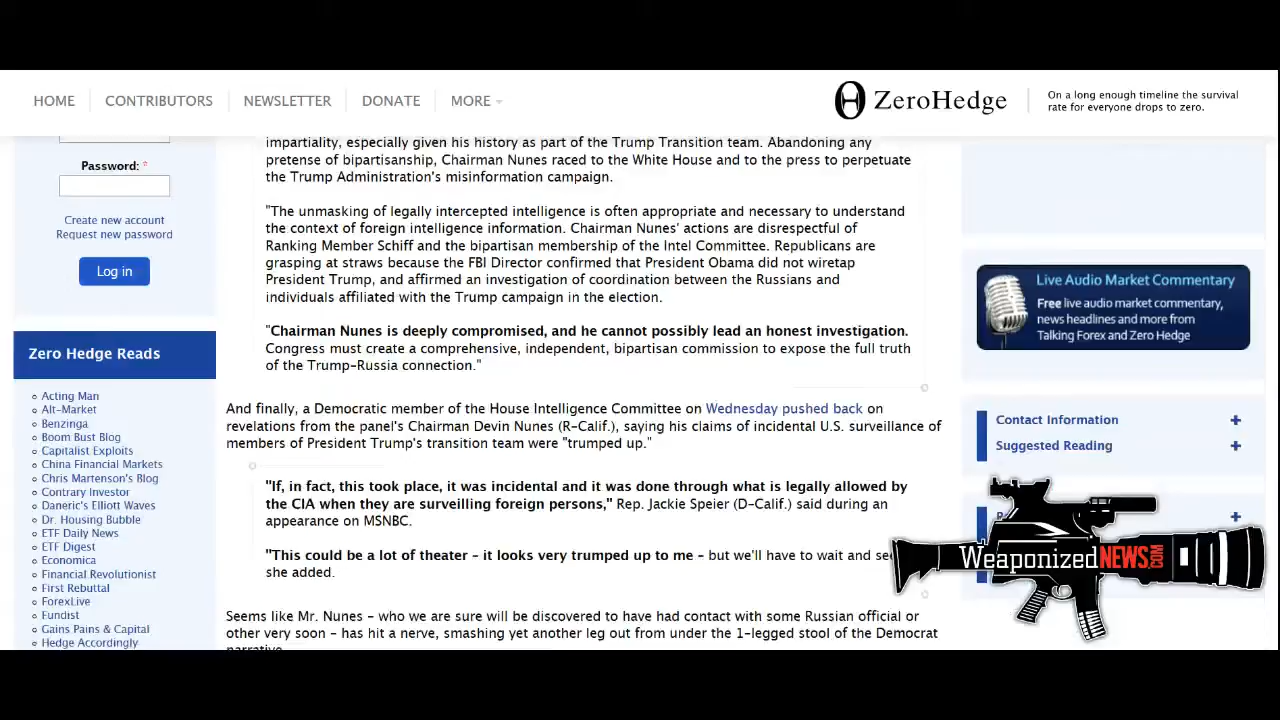 HOME
CONTRIBUTORS
NEWSLETTER
DONATE
MORE
ZeroHedge
On a long enough timeline the survival
rate for everyone drops to zero.
Password: *
Create new account
Request new password
Log in
Zero Hedge Reads
Acting Man
Alt-Market
Benzinga
Boom Bust Blog
Capitalist Exploits
China Financial Markets
Chris Martenson's Blog
Contrary Investor
Daneric's Elliott Waves
Dr. Housing Bubble
ETF Daily News
ETF Digest
Economica
Financial Revolutionist
First Rebuttal
ForexLive
Fundist
Gains Pains & Capital
Hedge Accordingly
impartiality, especially given his history as part of the Trump Transition team. Abandoning any
pretense of bipartisanship, Chairman Nunes raced to the White House and to the press to perpetuate
the Trump Administration's misinformation campaign.
"The unmasking of legally intercepted intelligence is often appropriate and necessary to understand
the context of foreign intelligence information. Chairman Nunes' actions are disrespectful of
Ranking Member Schiff and the bipartisan membership of the Intel Committee. Republicans are
grasping at straws because the FBI Director confirmed that President Obama did not wiretap
President Trump, and affirmed an investigation of coordination between the Russians and
individuals affiliated with the Trump campaign in the election.
"Chairman Nunes is deeply compromised, and he cannot possibly lead an honest investigation.
Congress must create a comprehensive, independent, bipartisan commission to expose the full truth
of the Trump-Russia connection."
And finally, a Democratic member of the House Intelligence Committee on Wednesday pushed back on
revelations from the panel's Chairman Devin Nunes (R-Calif.), saying his claims of incidental U.S. surveillance of
members of President Trump's transition team were "trumped up."
"If, in fact, this took place, it was incidental and it was done through what is legally allowed by
the CIA when they are surveilling foreign persons," Rep. Jackie Speier (D-Calif.) said during an
appearance on MSNBC.
"This could be a lot of theater – it looks very trumped up to me – but we'll have to wait and
she added.
Seems like Mr. Nunes – who we are sure will be discovered to have had contact with some Russian official or
other very soon – has hit a nerve, smashing yet another leg out from under the 1-legged stool of the Democrat
narrative
Live Audio Market Commentary
Free live audio market commentary,
news headlines and more from
Talking Forex and Zero Hedge
Contact Information +
Suggested Reading +
+
WeaponizedNEWS.COM